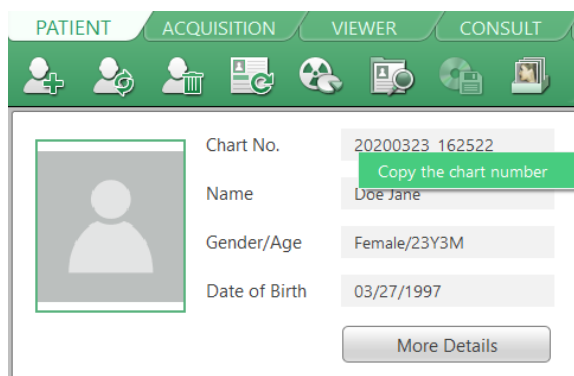 PATIENT ACQUISITION VIEWER CONSULT
Chart No. 20200323_162522
Copy the chart number
Name Doe Jane
Gender/Age Female/23Y3M
Date of Birth 03/27/1997
More Details